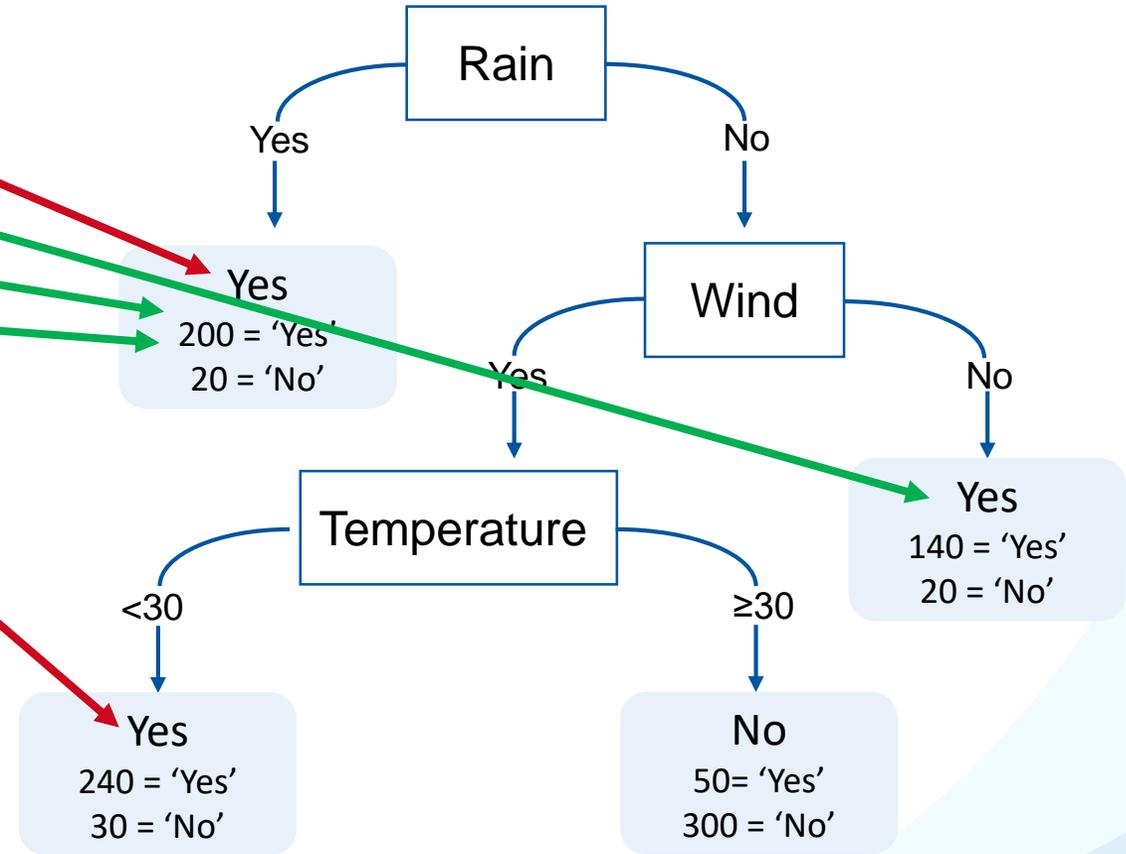 Rain
Yes
No
Yes
200 = ‘Yes’
20 = ‘No’
Wind
Yes
No
Temperature
Yes
140 = ‘Yes’
20 = ‘No’
<30
≥30
Yes
240 = ‘Yes’
30 = ‘No’
No
50= ‘Yes’
300 = ‘No’